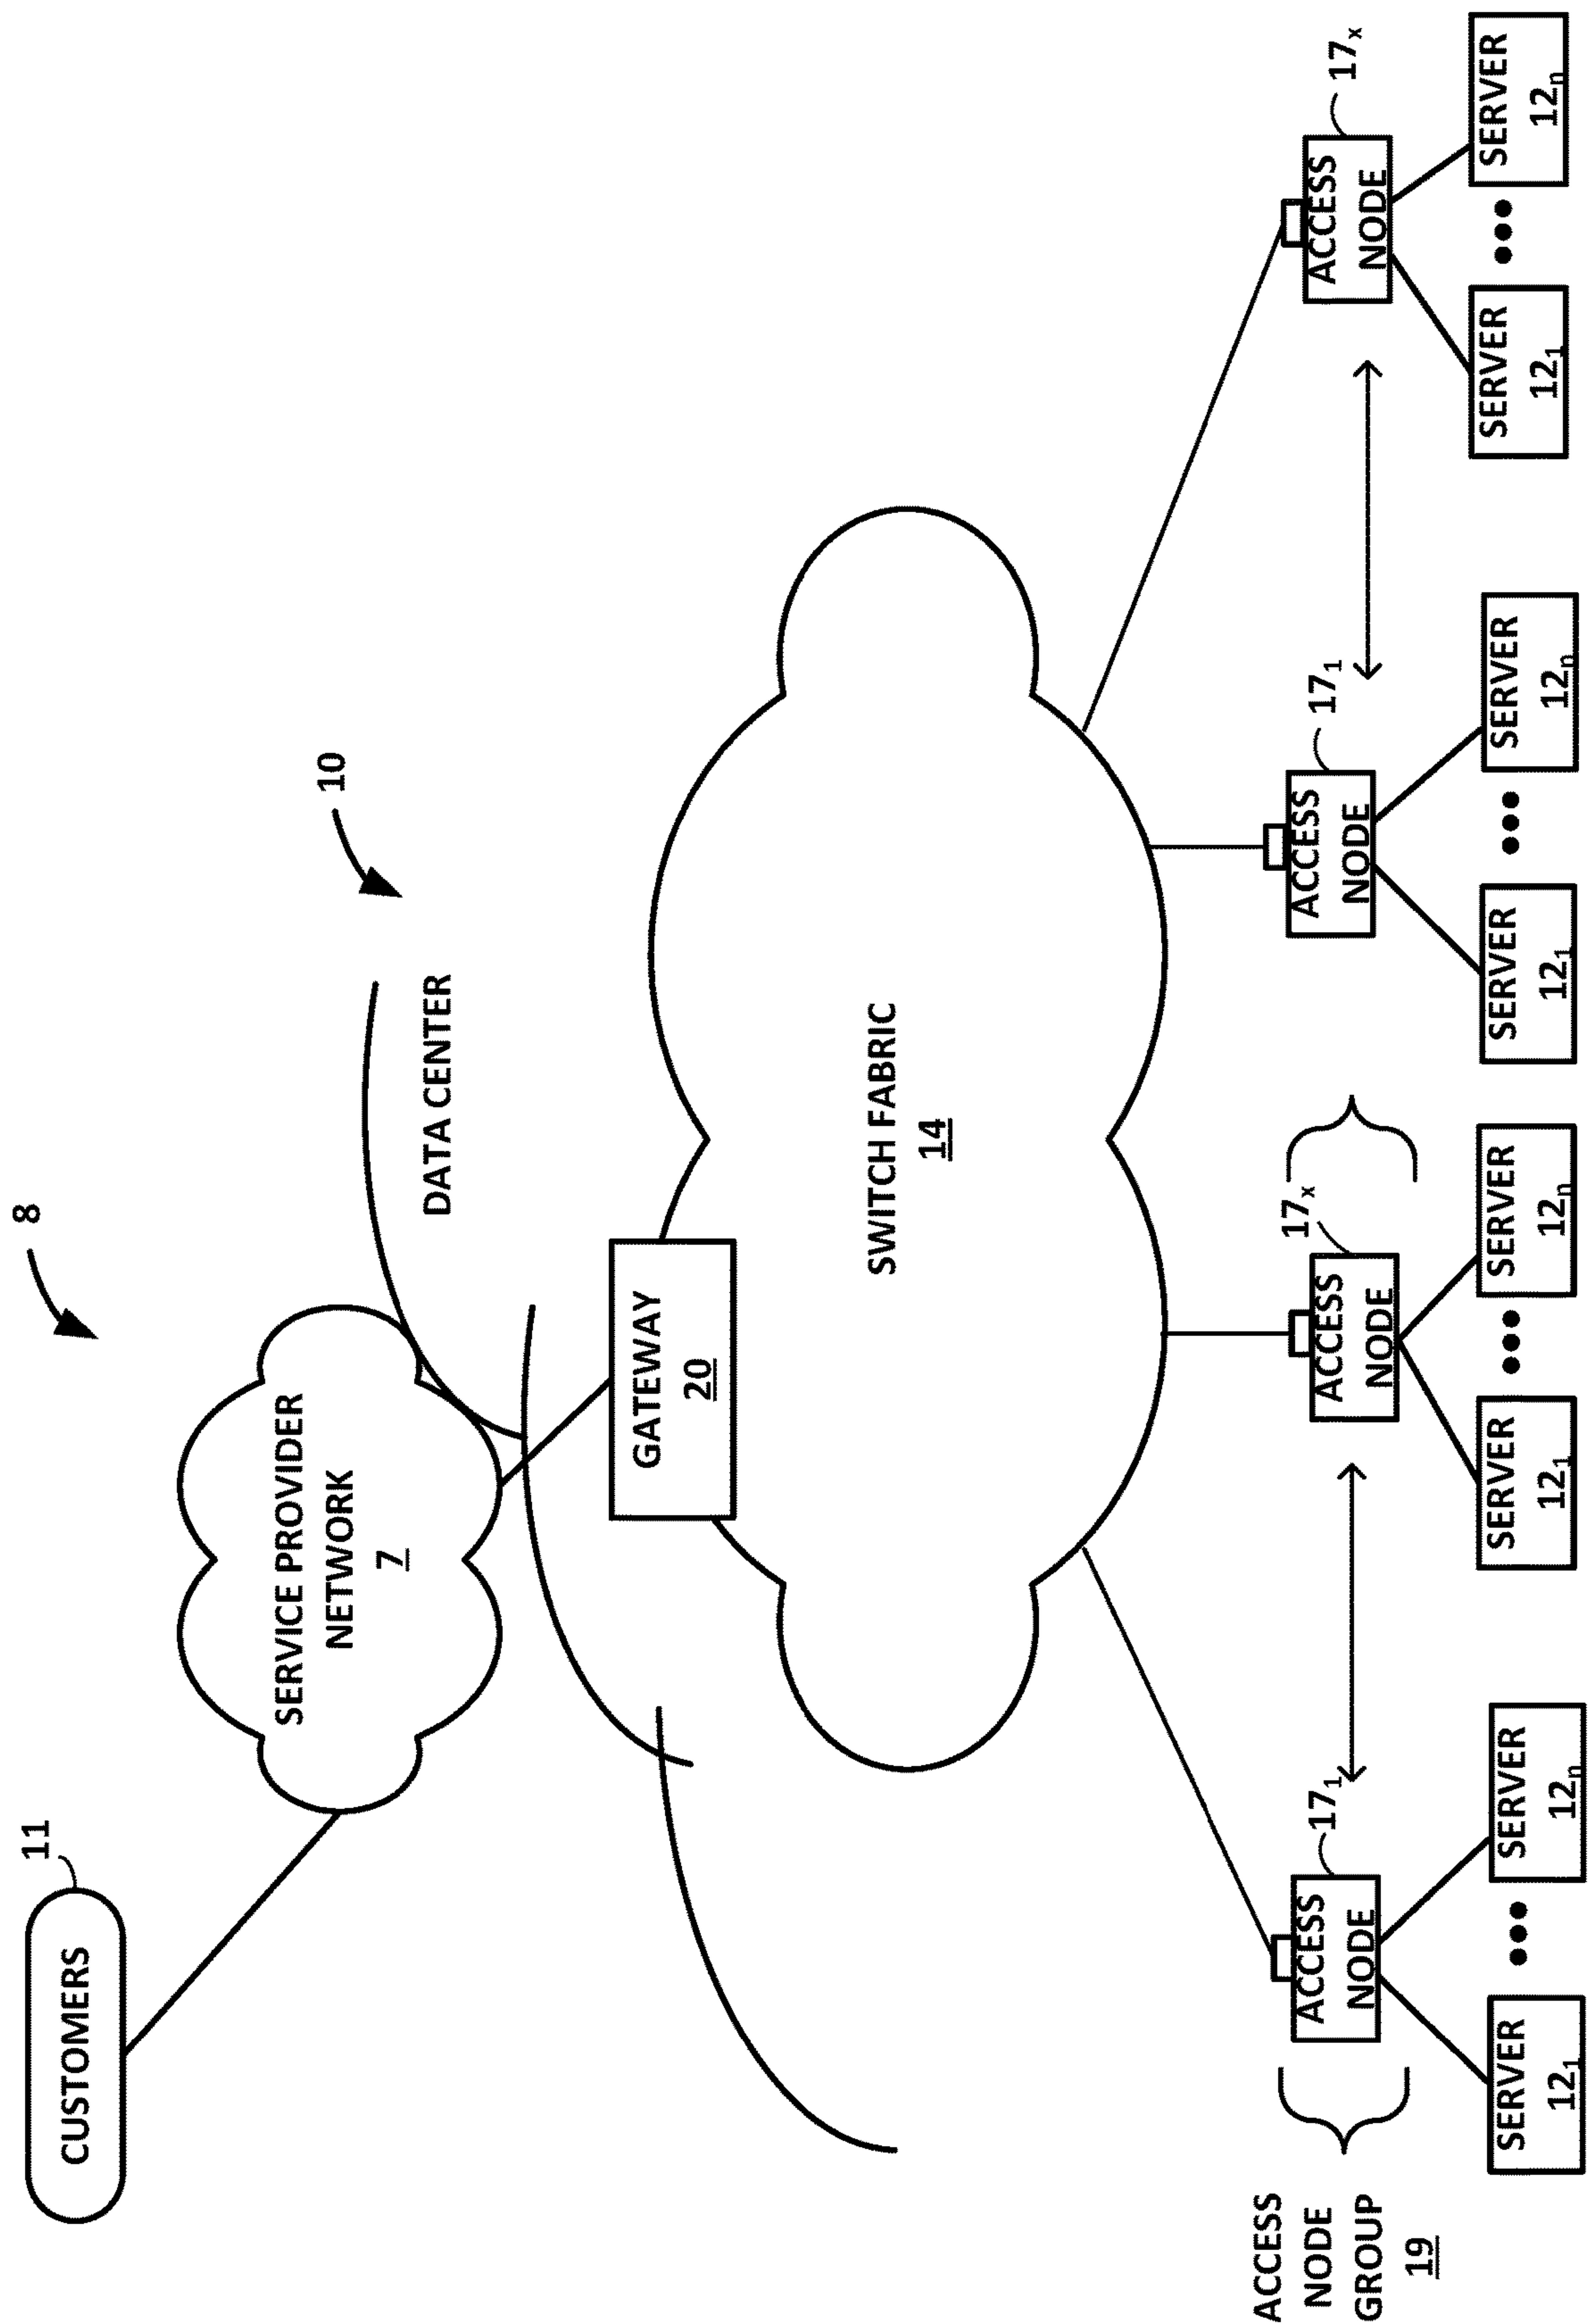 8
CUSTOMERS
11
SERVICE PROVIDER
NETWORK
7
10
DATA CENTER
GATEWAY
20
SWITCH FABRIC
14
ACCESS
NODE
GROUP
19
ACCESS
NODE
17₁
ACCESS
NODE
17ₓ
ACCESS
NODE
17₁
ACCESS
NODE
17ₓ
SERVER
12₁
SERVER
12ₙ
SERVER
12₁
SERVER
12ₙ
SERVER
12₁
SERVER
12ₙ
SERVER
12₁
SERVER
12ₙ